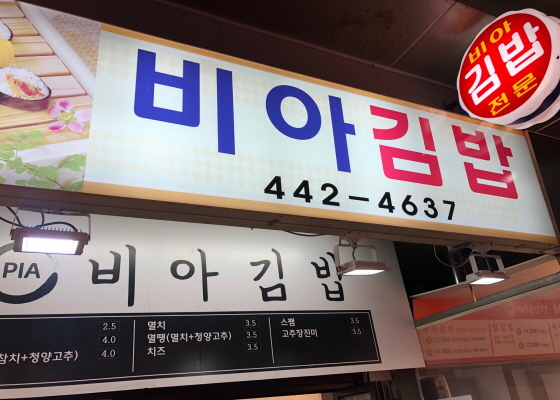 비아김밥
442-4637
비아
김밥
전문
PIA
비아김밥
2.5
4.0
참치+청양고추) 4.0
멸치 3.5
멸땡(멸치+청양고추) 3.5
치즈 3.5
스팸 3.5
고추장진미 3.5